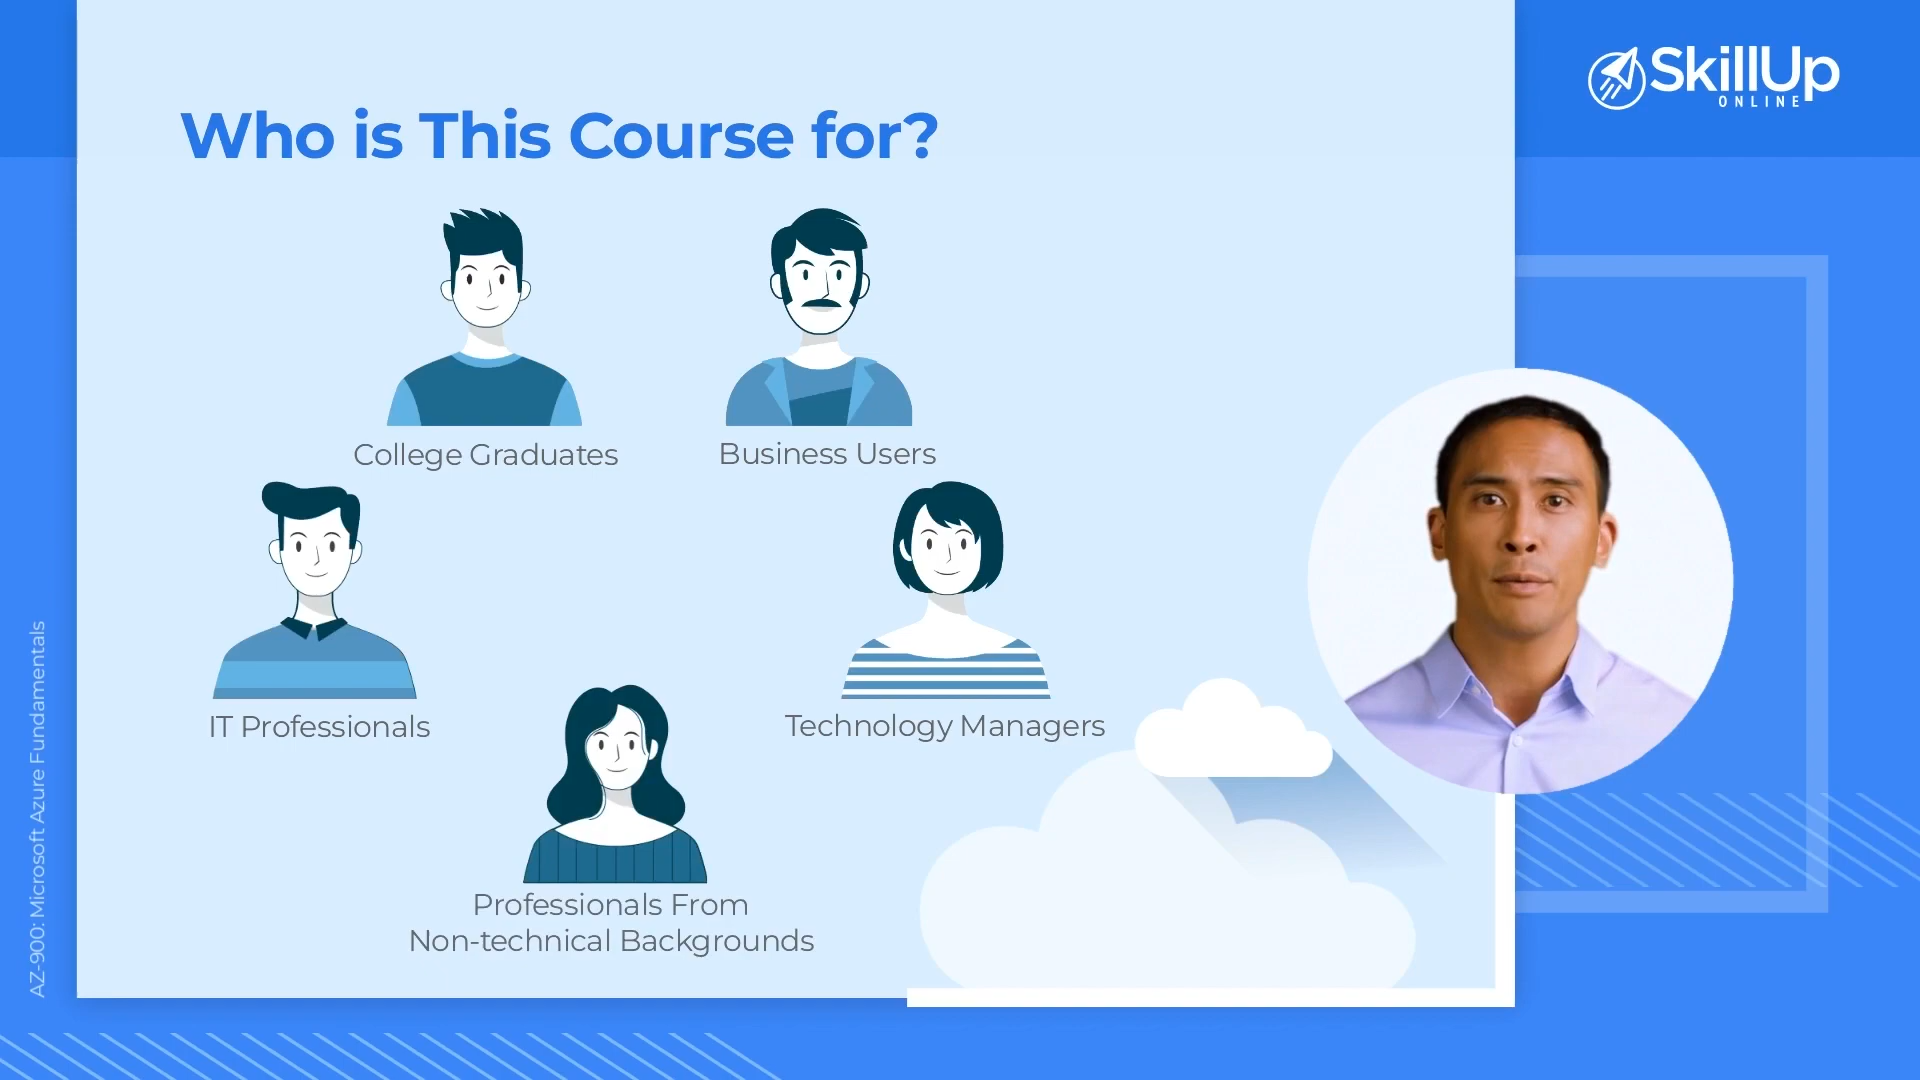 SkillUp
ONLINE
Who is This Course for?
College Graduates
Business Users
IT Professionals
Technology Managers
Professionals From
Non-technical Backgrounds
AZ-900: Microsoft Azure Fundamentals